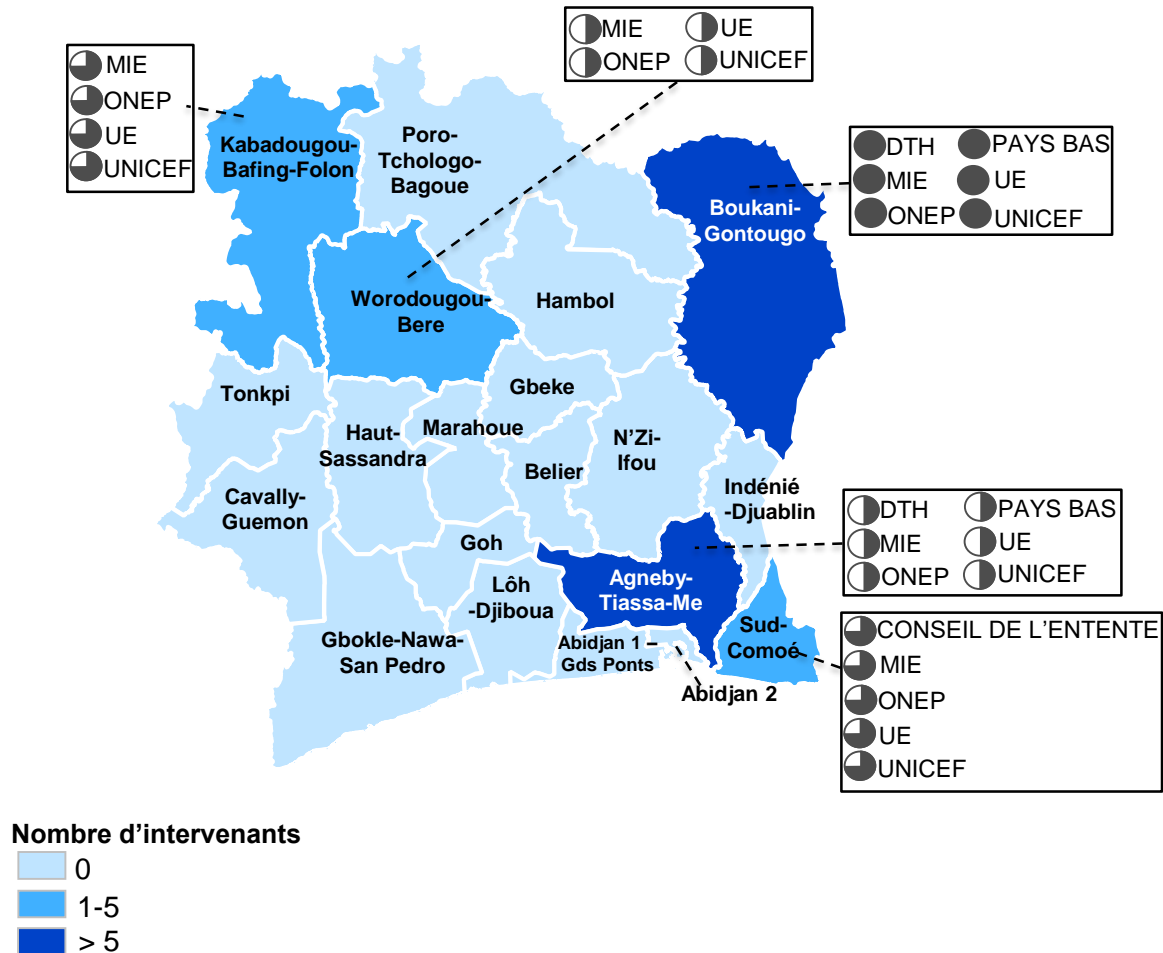 MIE UE
ONEP UNICEF
MIE
ONEP
UE
UNICEF
Kabadougou-
Bafing-Folon
Poro-
Tchologo-
Bagoue
DTH PAYS BAS
MIE UE
ONEP UNICEF
Boukani-
Gontougo
Worodougou-
Bere
Hambol
Tonkpi
Gbeke
Haut-
Sassandra
Marahoue
N’Zi-
Ifou
Belier
Cavally-
Guemon
Indénié
-Djuablin
DTH PAYS BAS
MIE UE
ONEP UNICEF
Goh
Lôh
-Djiboua
Agneby-
Tiassa-Me
Sud-
Comoé
Gbokle-Nawa-
San Pedro
Abidjan 1
Gds Ponts
Abidjan 2
CONSEIL DE L’ENTENTE
MIE
ONEP
UE
UNICEF
Nombre d’intervenants
0
1-5
> 5